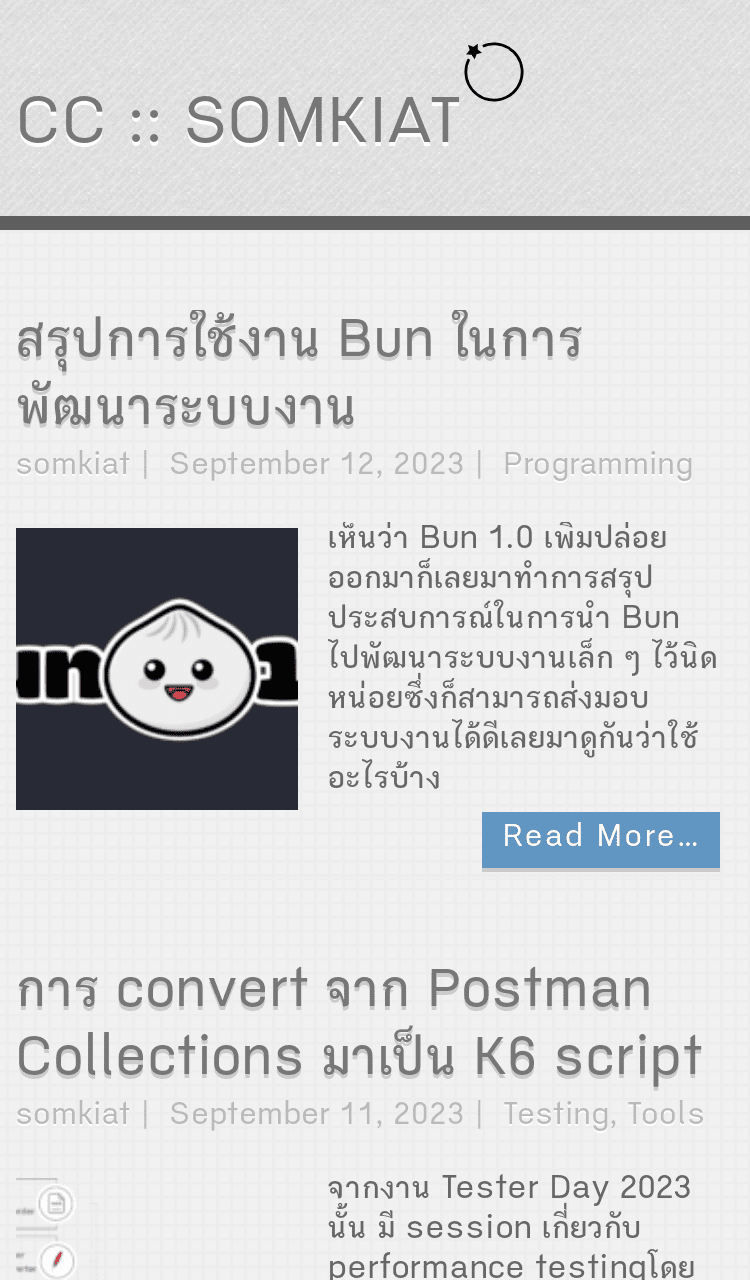 CC :: SOMKIAT
สรุปการใช้งาน Bun ในการ
พัฒนาระบบงาน
somkiat | September 12, 2023 | Programming
เห็นว่า Bun 1.0 เพิ่มปล่อย
ออกมาก็เลยมาทำการสรุป
ประสบการณ์ในการนำ Bun
ไปพัฒนาระบบงานเล็ก ๆ ไว้นิด
หน่อยซึ่งก็สามารถส่งมอบ
ระบบงานได้ดีเลยมาดูกันว่าใช้
อะไรบ้าง
Read More...
การ convert จาก Postman
Collections มาเป็น K6 script
somkiat | September 11, 2023 | Testing, Tools
จากงาน Tester Day 2023
นั้น มี session เกี่ยวกับ
performance testingโดย